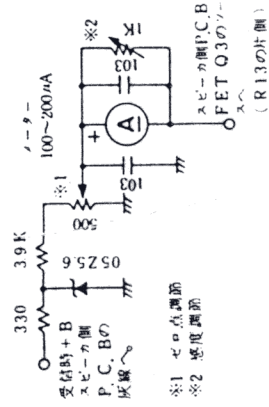 メーター
100~200μA
※2
1K
103
+
A
103
※1
500
3.9K
330
05Z5.6
受信時+B
スピーカ側
P.C.Bの
灰線へ
スピーカ側P.C.B
FET Q3のソー
スへ
(R13の片側)
※1 ゼロ点調節
※2 感度調節